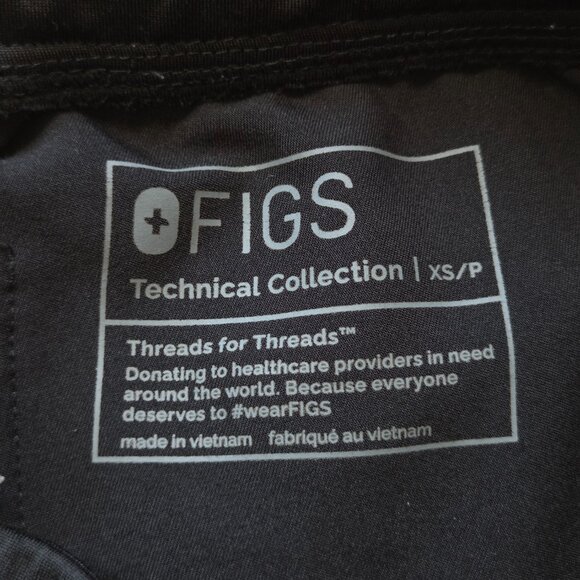 FIGS
Technical Collection | XS/P
Threads for Threads™
Donating to healthcare providers in need
around the world. Because everyone
deserves to #wearFIGS
made in vietnam fabriqué au vietnam